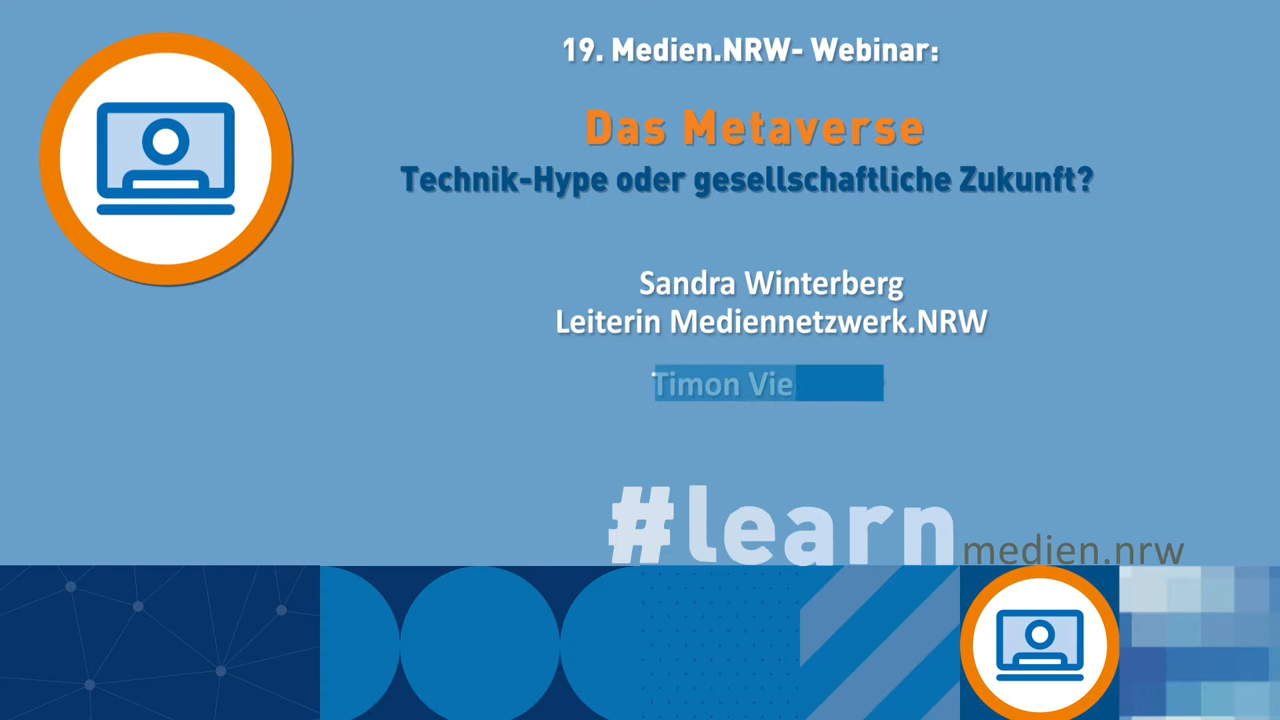 19. Medien.NRW- Webinar:
Das Metaverse
Technik-Hype oder gesellschaftliche Zukunft?
Sandra Winterberg
Leiterin Mediennetzwerk.NRW
Timon
#learn
medien.nrw